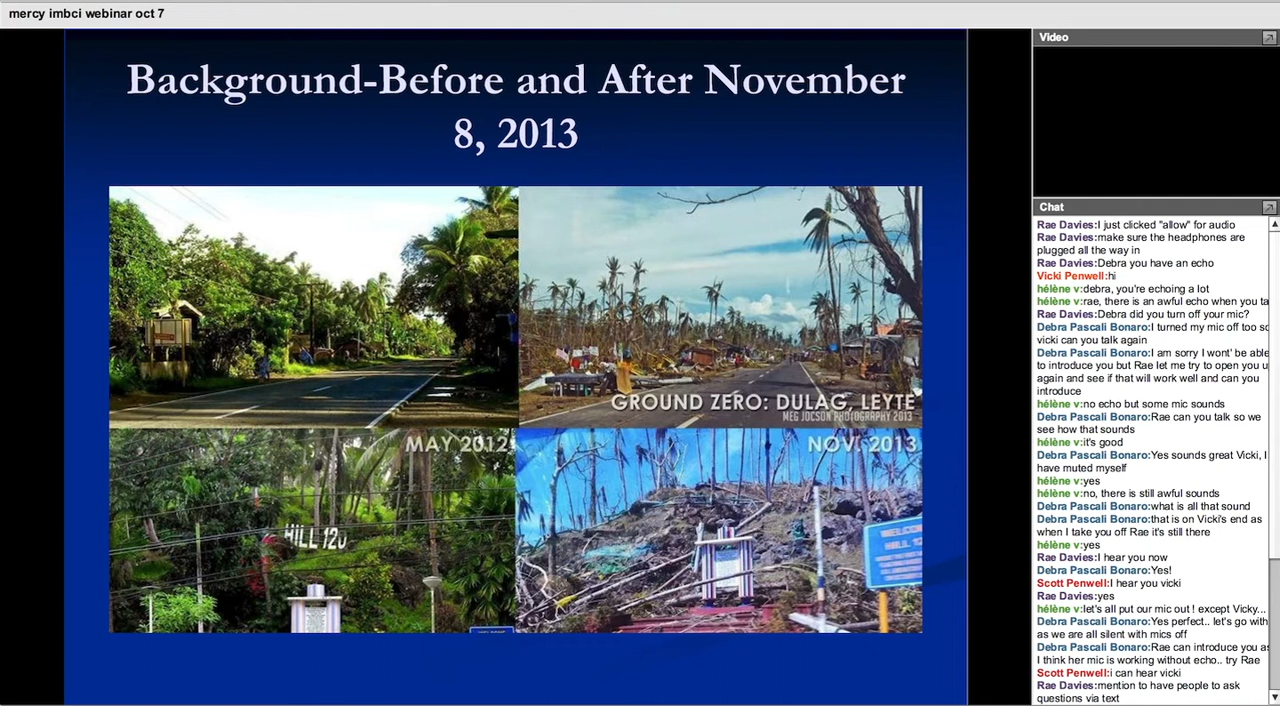 mercy imbci webinar oct 7
Background-Before and After November
8, 2013
GROUND ZERO: DULAG, LEYTE
MEG JOCSON PHOTOGRAPHY 2013
MAY 2012
NOV. 2013
HILL 120
Video
Chat
Rae Davies:I just clicked "allow" for audio
Rae Davies:make sure the headphones are
plugged all the way in
Rae Davies:Debra you have an echo
Vicki Penwell:hi
hélène v:debra, you're echoing a lot
hélène v:rae, there is an awful echo when you ta
Rae Davies:Debra did you turn off your mic?
Debra Pascali Bonaro:I turned my mic off too so
vicki can you talk again
Debra Pascali Bonaro:I am sorry I wont' be able
to introduce you but Rae let me try to open you u
again and see if that will work well and can you
introduce
hélène v:no echo but some mic sounds
Debra Pascali Bonaro:Rae can you talk so we
see how that sounds
hélène v:it's good
Debra Pascali Bonaro:Yes sounds great Vicki, I
have muted myself
hélène v:yes
hélène v:no, there is still awful sounds
Debra Pascali Bonaro:what is all that sound
Debra Pascali Bonaro:that is on Vicki's end as
when I take you off Rae it's still there
hélène v:yes
Rae Davies:I hear you now
Debra Pascali Bonaro:Yes!
Scott Penwell:I hear you vicki
Rae Davies:yes
hélène v:let's all put our mic out ! except Vicky...
Debra Pascali Bonaro:Yes perfect.. let's go with
as we are all silent with mics off
Debra Pascali Bonaro:Rae can introduce you as
I think her mic is working without echo.. try Rae
Scott Penwell:i can hear vicki
Rae Davies:mention to have people to ask
questions via text